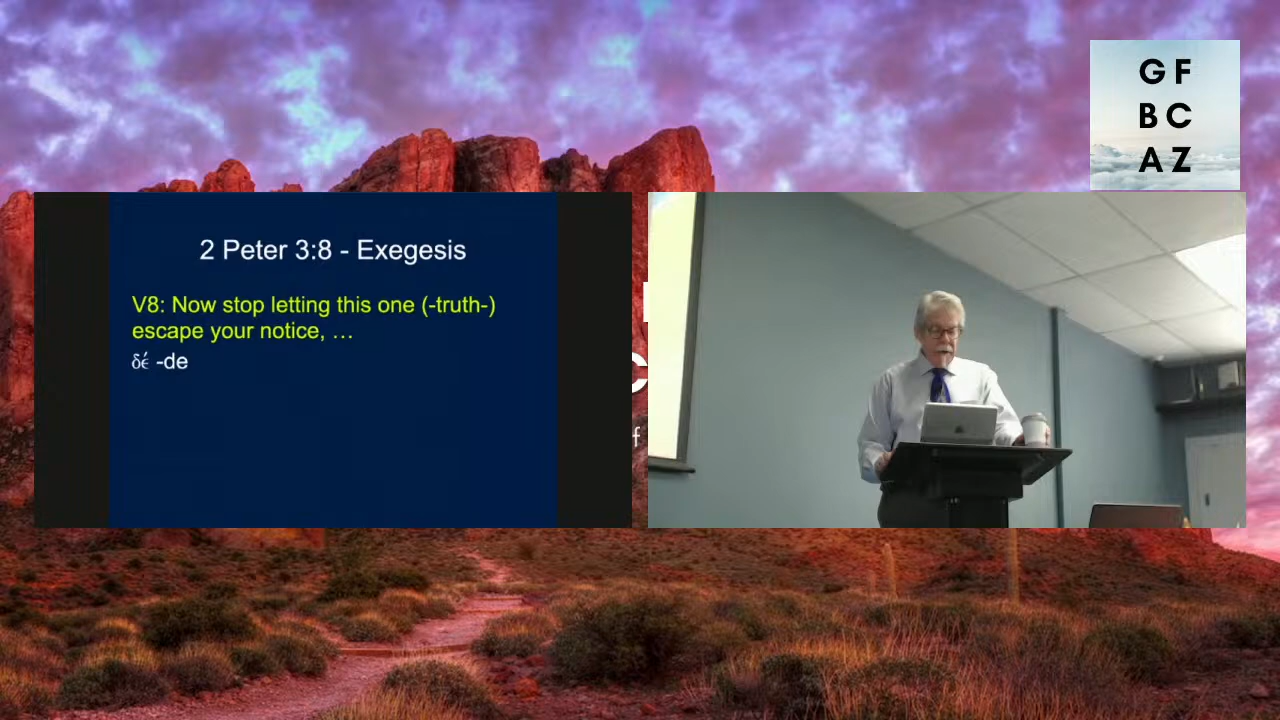 G F
B C
A Z
2 Peter 3:8 - Exegesis
V8: Now stop letting this one (-truth-)
escape your notice, …
δέ -de